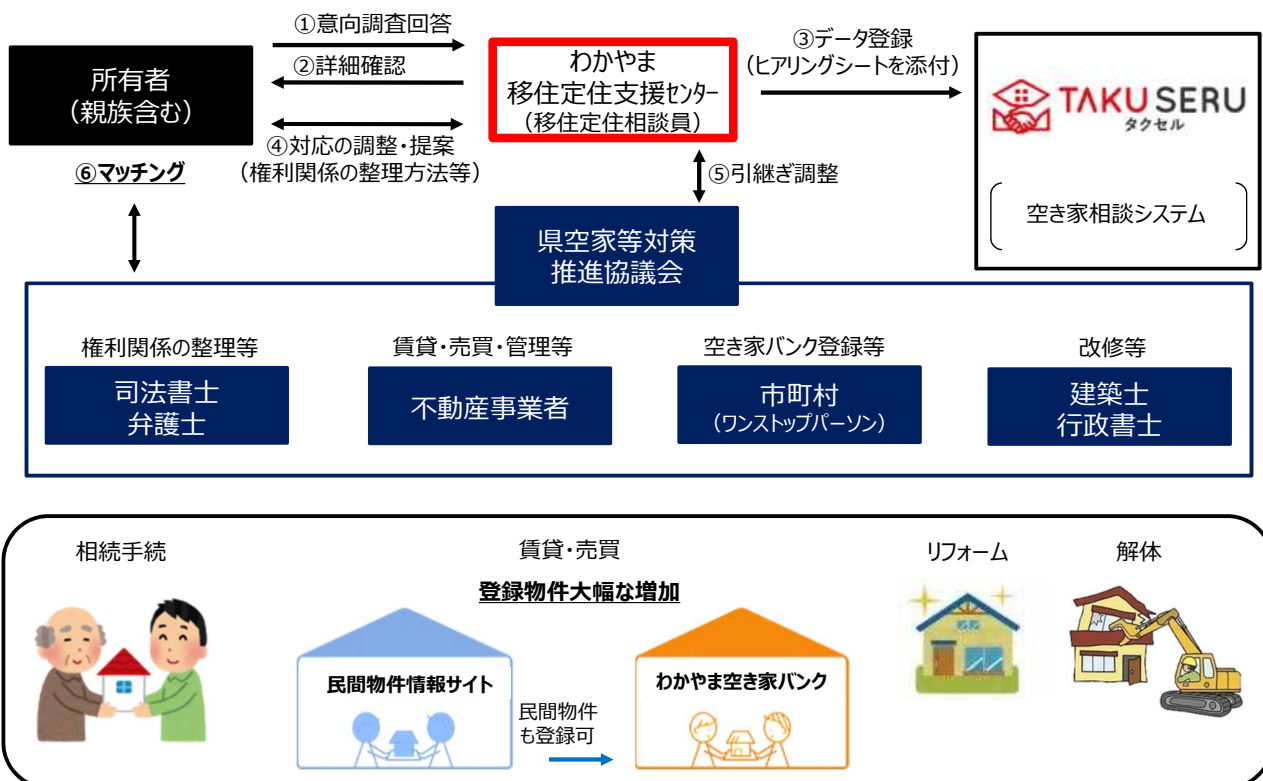 ①意向調査回答
②詳細確認
所有者
（親族含む）
わかやま
移住定住支援センター
（移住定住相談員）
③データ登録
（ヒアリングシートを添付）
TAKU SERU
タクセル
④対応の調整・提案
（権利関係の整理方法等）
⑥マッチング
⑤引継ぎ調整
空き家相談システム
県空家等対策
推進協議会
権利関係の整理等
司法書士
弁護士
賃貸・売買・管理等
不動産事業者
空き家バンク登録等
市町村
（ワンストップパーソン）
改修等
建築士
行政書士
相続手続
賃貸・売買
登録物件大幅な増加
リフォーム
解体
民間物件情報サイト
民間物件
も登録可
わかやま空き家バンク